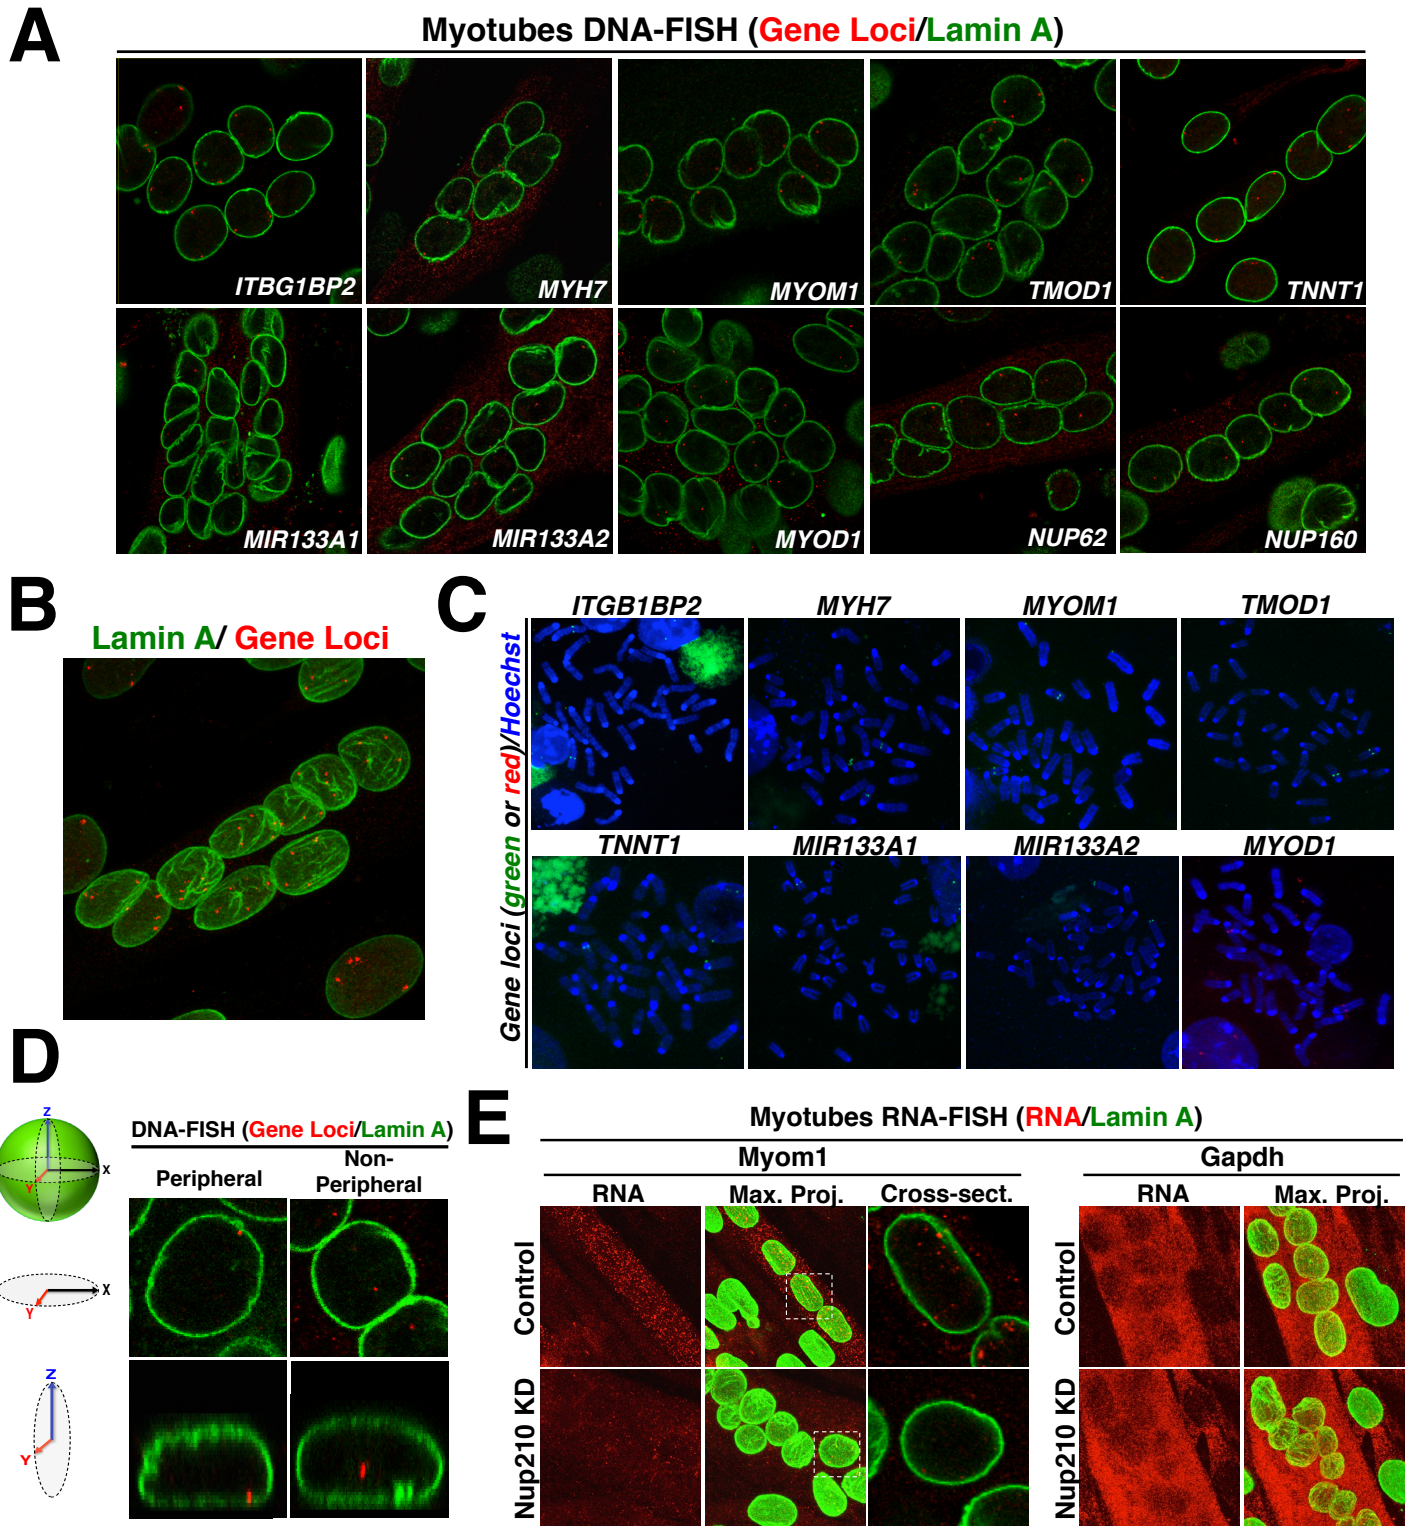 A
Myotubes DNA-FISH (Gene Loci/Lamin A)
ITBG1BP2
MYH7
MYOM1
TMOD1
TNNT1
MIR133A1
MIR133A2
MYOD1
NUP62
NUP160
B
Lamin A/ Gene Loci
C
Gene loci (green or red)/Hoechst
ITGB1BP2
MYH7
MYOM1
TMOD1
TNNT1
MIR133A1
MIR133A2
MYOD1
D
Z
X
Y
X
Y
Z
Y
DNA-FISH (Gene Loci/Lamin A)
Peripheral
Non-
Peripheral
E
Myotubes RNA-FISH (RNA/Lamin A)
Myom1
Gapdh
RNA
Max. Proj.
Cross-sect.
RNA
Max. Proj.
Control
Control
Nup210 KD
Nup210 KD